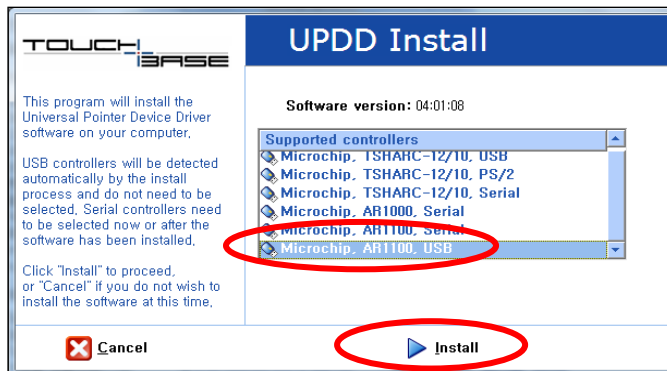 TOUCH
BASE
UPDD Install
This program will install the
Universal Pointer Device Driver
software on your computer.
USB controllers will be detected
automatically by the install
process and do not need to be
selected. Serial controllers need
to be selected now or after the
software has been installed.
Click "Install" to proceed,
or "Cancel" if you do not wish to
install the software at this time.
Software version: 04:01:08
Supported controllers
Microchip, TSHARC-12/10, USB
Microchip, TSHARC-12/10, PS/2
Microchip, TSHARC-12/10, Serial
Microchip, AR1000, Serial
Microchip, AR1100, Serial
Microchip, AR1100, USB
Cancel
Install